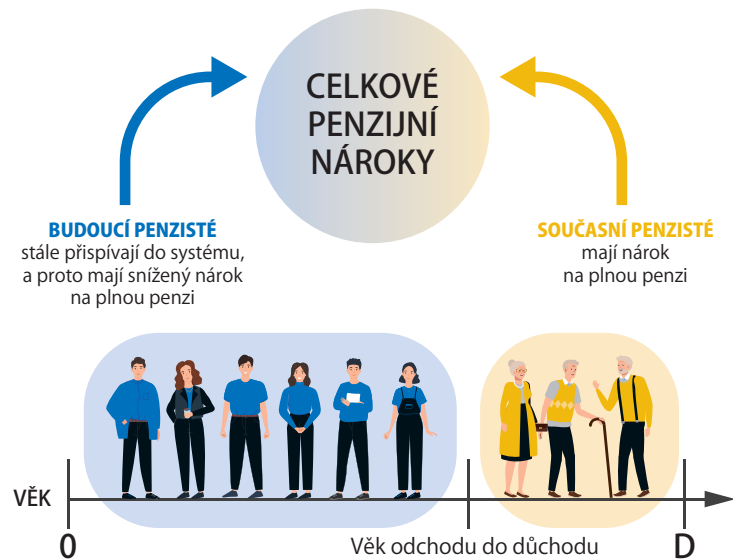 CELKOVÉ
PENZIJNÍ
NÁROKY
BUDOUCÍ PENZISTÉ
stále přispívají do systému,
a proto mají snížený nárok
na plnou penzi
SOUČASNÍ PENZISTÉ
mají nárok
na plnou penzi
VĚK
0
Věk odchodu do důchodu
D